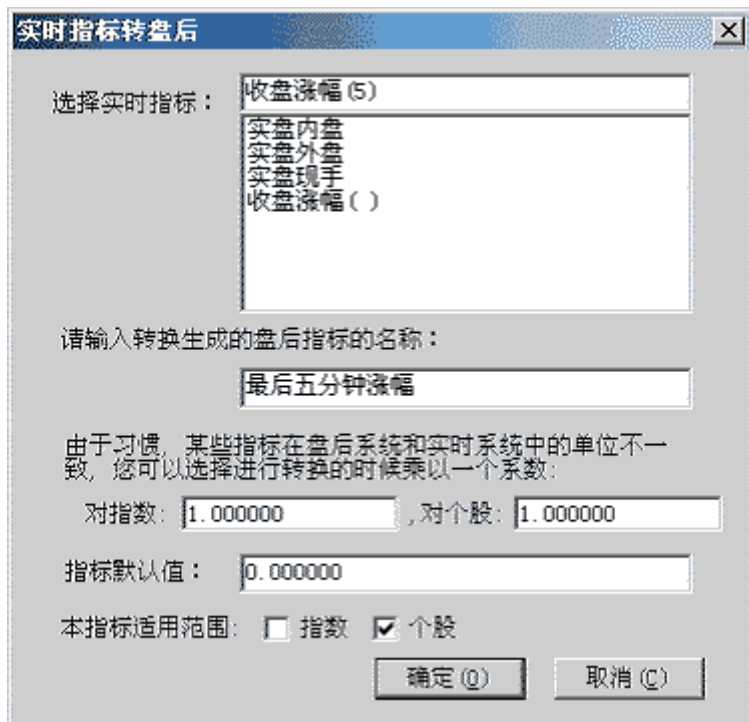 实时指标转盘后
选择实时指标：
收盘涨幅(5)
实盘内盘
实盘外盘
实盘现手
收盘涨幅( )
请输入转换生成的盘后指标的名称：
最后五分钟涨幅
由于习惯，某些指标在盘后系统和实时系统中的单位不一
致，您可以选择进行转换的时候乘以一个系数:
对指数: 1.000000 ,对个股: 1.000000
指标默认值： 0.000000
本指标适用范围: 指数 个股
确定(O) 取消(C)